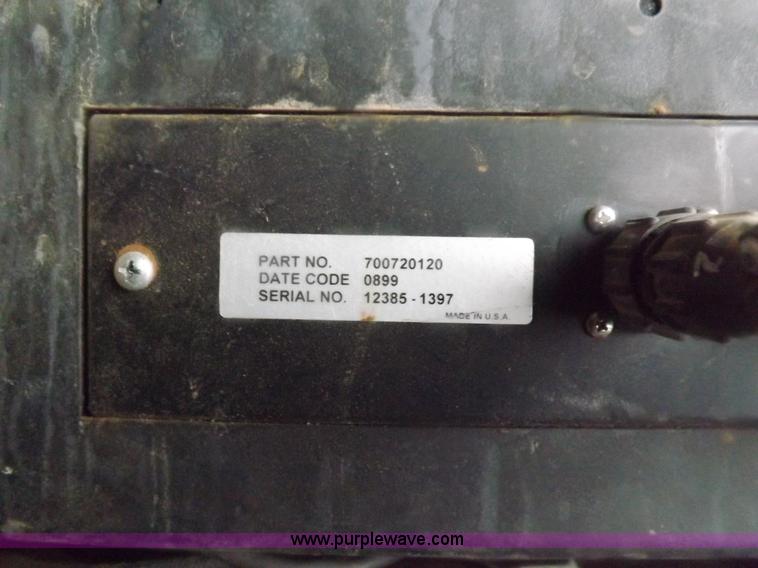 PART NO. 700720120
DATE CODE 0899
SERIAL NO. 12385-1397
MADE IN U.S.A.
www.purplewave.com